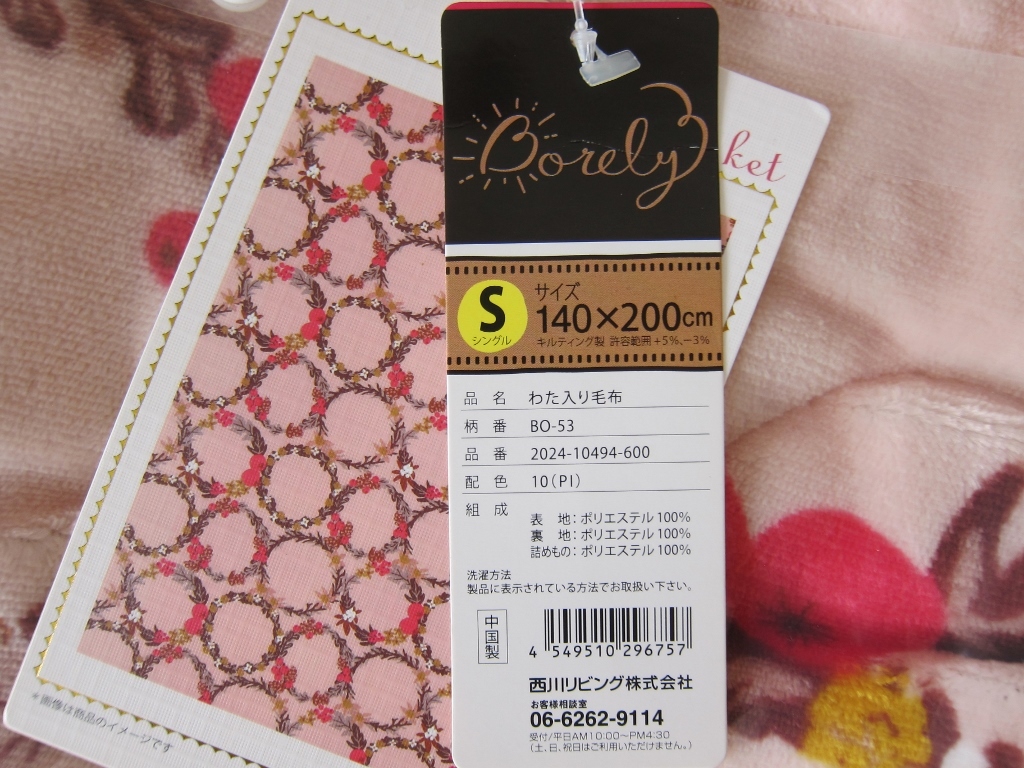 Borely
ket
S
シングル
サイズ
140×200cm
キルティング製 許容範囲+5%、−3%
品 名 わた入り毛布
柄 番 BO-53
品 番 2024-10494-600
配 色 10(PI)
組 成
表 地：ポリエステル100%
裏 地：ポリエステル100%
詰めもの：ポリエステル100%
洗濯方法
製品に表示されている方法でお取扱い下さい。
中国製
4 549510 296757
西川リビング株式会社
お客様相談室
06-6262-9114
受付/平日AM10:00〜PM4:30
(土、日、祝日はご利用いただけません。)
*画像は商品のイメージです